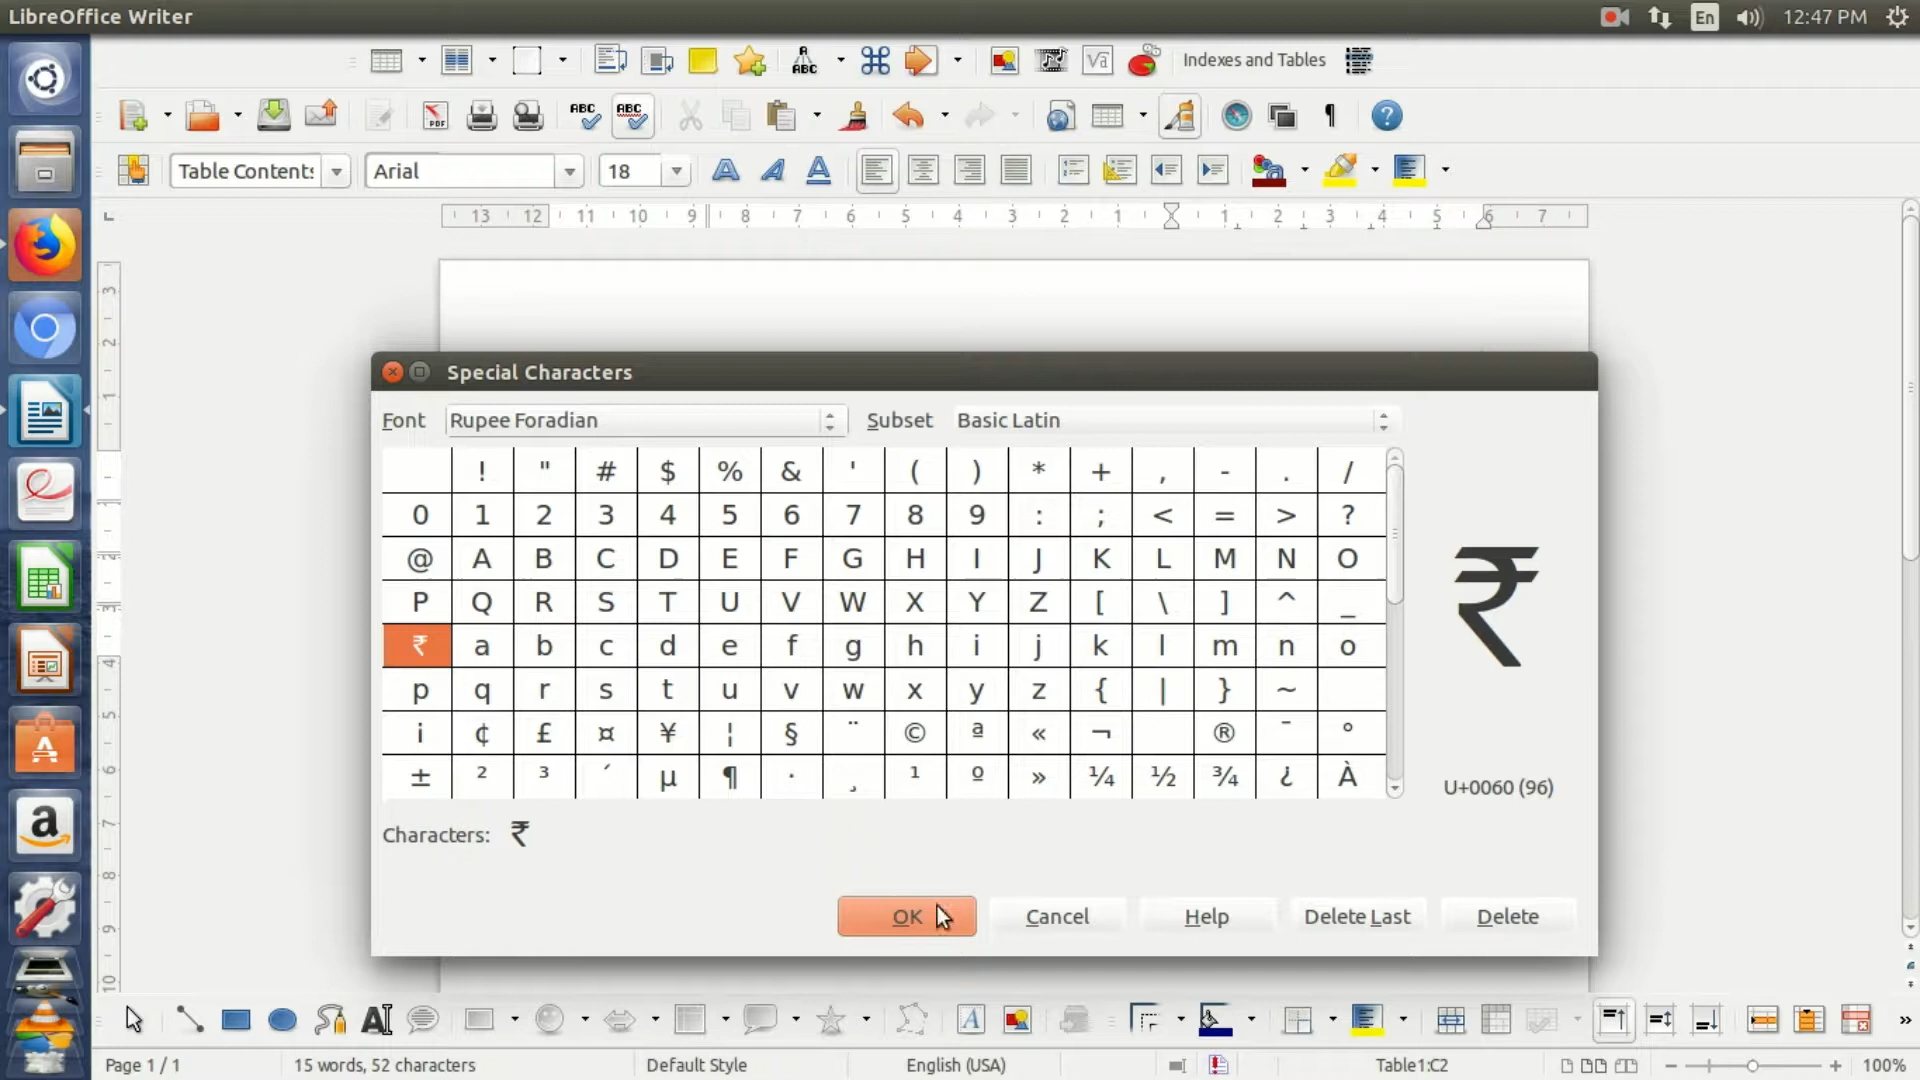 LibreOffice Writer
En
12:47 PM
Indexes and Tables
Table Contents
Arial
18
13 12 11 10 9 8 7 6 5 4 3 2 1 1 2 3 4 5 6 7
Special Characters
Font
Rupee Foradian
Subset
Basic Latin
! " # $ % & ' ( ) * + , - . /
0 1 2 3 4 5 6 7 8 9 : ; < = > ?
@ A B C D E F G H I J K L M N O
P Q R S T U V W X Y Z [ \ ] ^ _
₹ a b c d e f g h i j k l m n o
p q r s t u v w x y z { | } ~
¡ ¢ £ ¤ ¥ ¦ § ¨ © ª « ¬ ® ¯ °
± ² ³ ´ µ ¶ · ¸ ¹ º » ¼ ½ ¾ ¿ À
₹
U+0060 (96)
Characters: ₹
OK
Cancel
Help
Delete Last
Delete
Page 1 / 1
15 words, 52 characters
Default Style
English (USA)
Table1:C2
100%